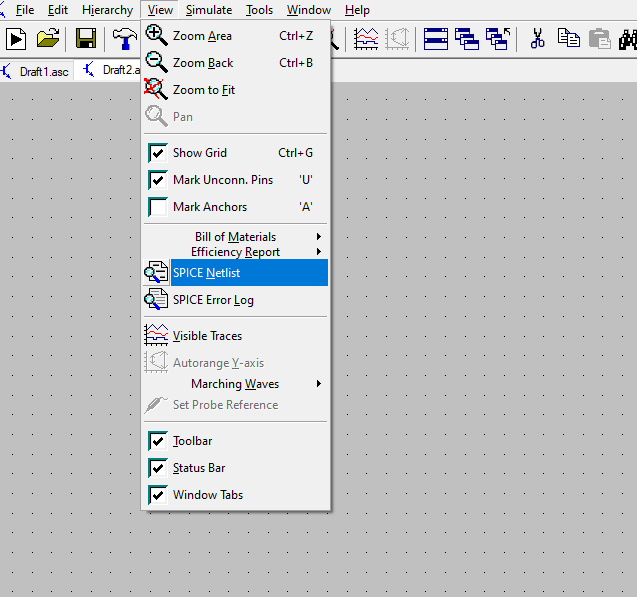 File Edit Hierarchy View Simulate Tools Window Help
Draft1.asc Draft2.a
Zoom Area Ctrl+Z
Zoom Back Ctrl+B
Zoom to Fit
Pan
Show Grid Ctrl+G
Mark Unconn. Pins 'U'
Mark Anchors 'A'
Bill of Materials
Efficiency Report
SPICE Netlist
SPICE Error Log
Visible Traces
Autorange Y-axis
Marching Waves
Set Probe Reference
Toolbar
Status Bar
Window Tabs